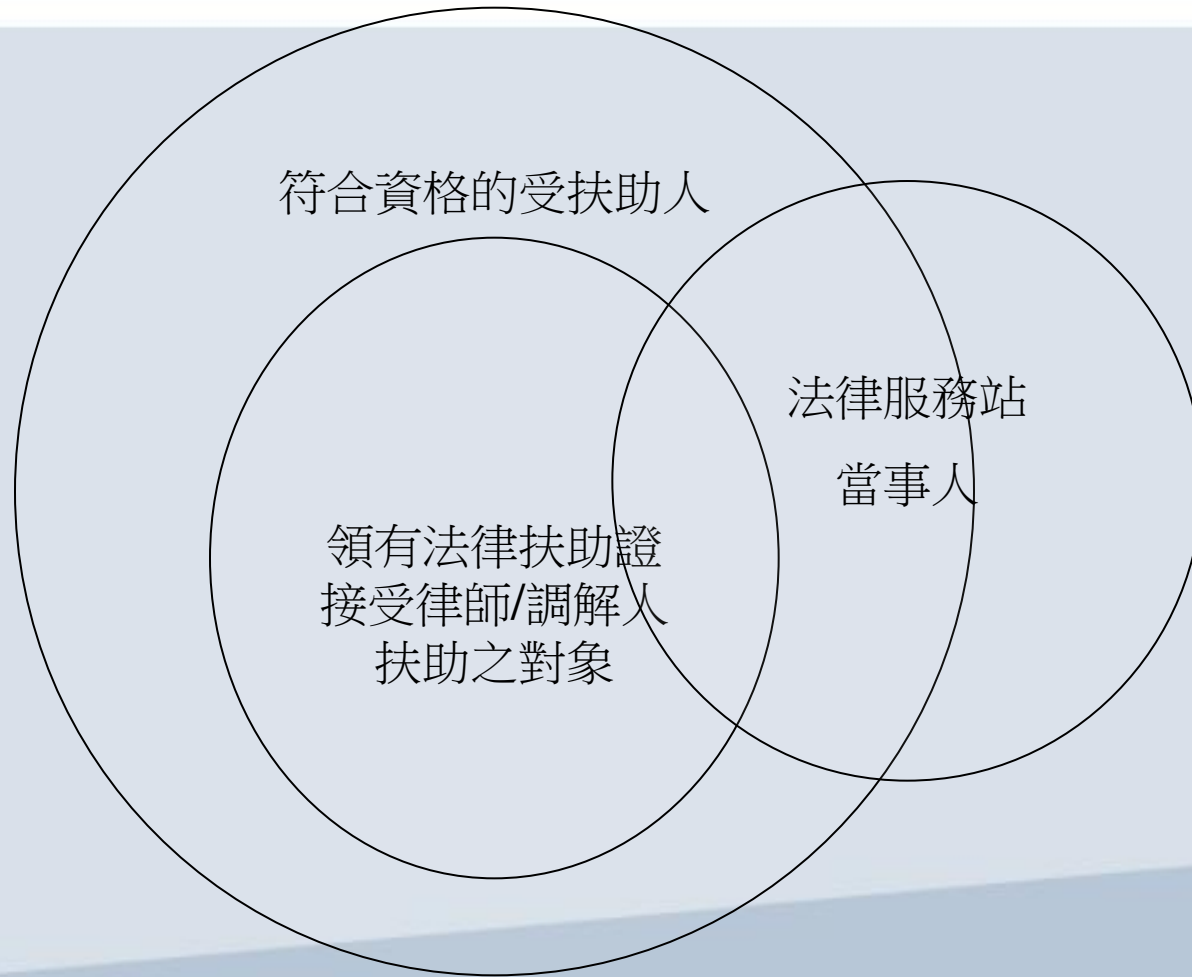 符合資格的受扶助人
法律服務站
當事人
領有法律扶助證
接受律師/調解人
扶助之對象